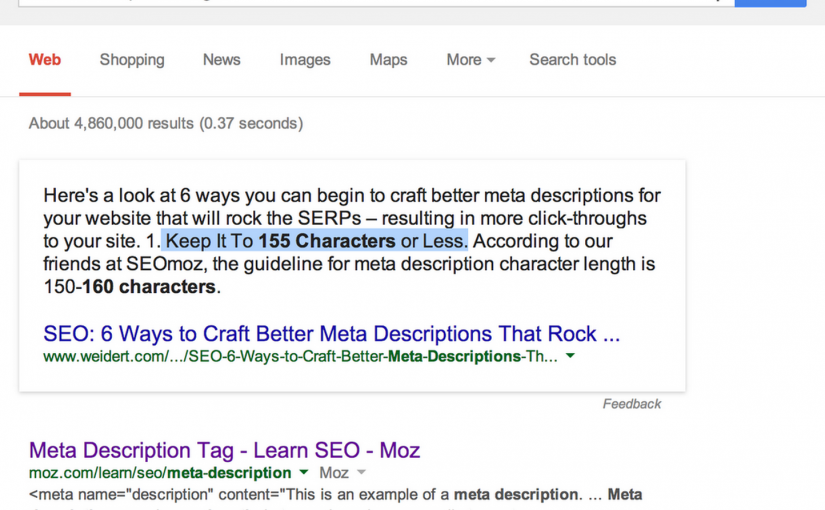 Web Shopping News Images Maps More Search tools
About 4,860,000 results (0.37 seconds)
Here's a look at 6 ways you can begin to craft better meta descriptions for
your website that will rock the SERPs – resulting in more click-throughs
to your site. 1. Keep It To 155 Characters or Less. According to our
friends at SEOmoz, the guideline for meta description character length is
150-160 characters.
SEO: 6 Ways to Craft Better Meta Descriptions That Rock ...
www.weidert.com/.../SEO-6-Ways-to-Craft-Better-Meta-Descriptions-Th...
Feedback
Meta Description Tag - Learn SEO - Moz
moz.com/learn/seo/meta-description Moz
<meta name="description" content="This is an example of a meta description. ... Meta